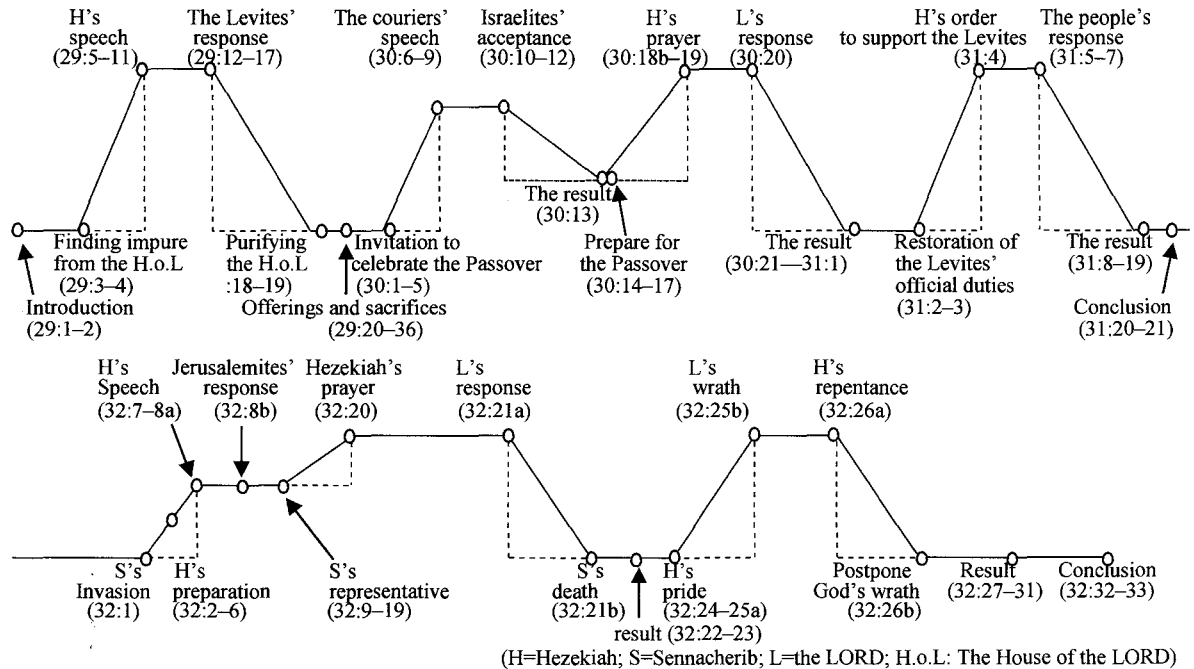 H's
speech
(29:5–11)
The Levites'
response
(29:12–17)
The couriers'
speech
(30:6–9)
Israelites'
acceptance
(30:10–12)
H's
prayer
(30:18b–19)
L's
response
(30:20)
H's order
to support the Levites
(31:4)
The people's
response
(31:5–7)
The result
(30:13)
Introduction
(29:1–2)
Finding impure
from the H.o.L
(29:3–4)
Purifying
the H.o.L
:18–19)
Offerings and sacrifices
(29:20–36)
Invitation to
celebrate the Passover
(30:1–5)
Prepare for
the Passover
(30:14–17)
The result
(30:21—31:1)
Restoration of
the Levites'
official duties
(31:2–3)
The result
(31:8–19)
Conclusion
(31:20–21)
H's
Speech
(32:7–8a)
Jerusalemites'
response
(32:8b)
Hezekiah's
prayer
(32:20)
L's
response
(32:21a)
L's
wrath
(32:25b)
H's
repentance
(32:26a)
S's
Invasion
(32:1)
H's
preparation
(32:2–6)
S's
representative
(32:9–19)
S's
death
(32:21b)
result (32:22–23)
H's
pride
(32:24–25a)
Postpone
God's wrath
(32:26b)
Result
(32:27–31)
Conclusion
(32:32–33)
(H=Hezekiah; S=Sennacherib; L=the LORD; H.o.L: The House of the LORD)